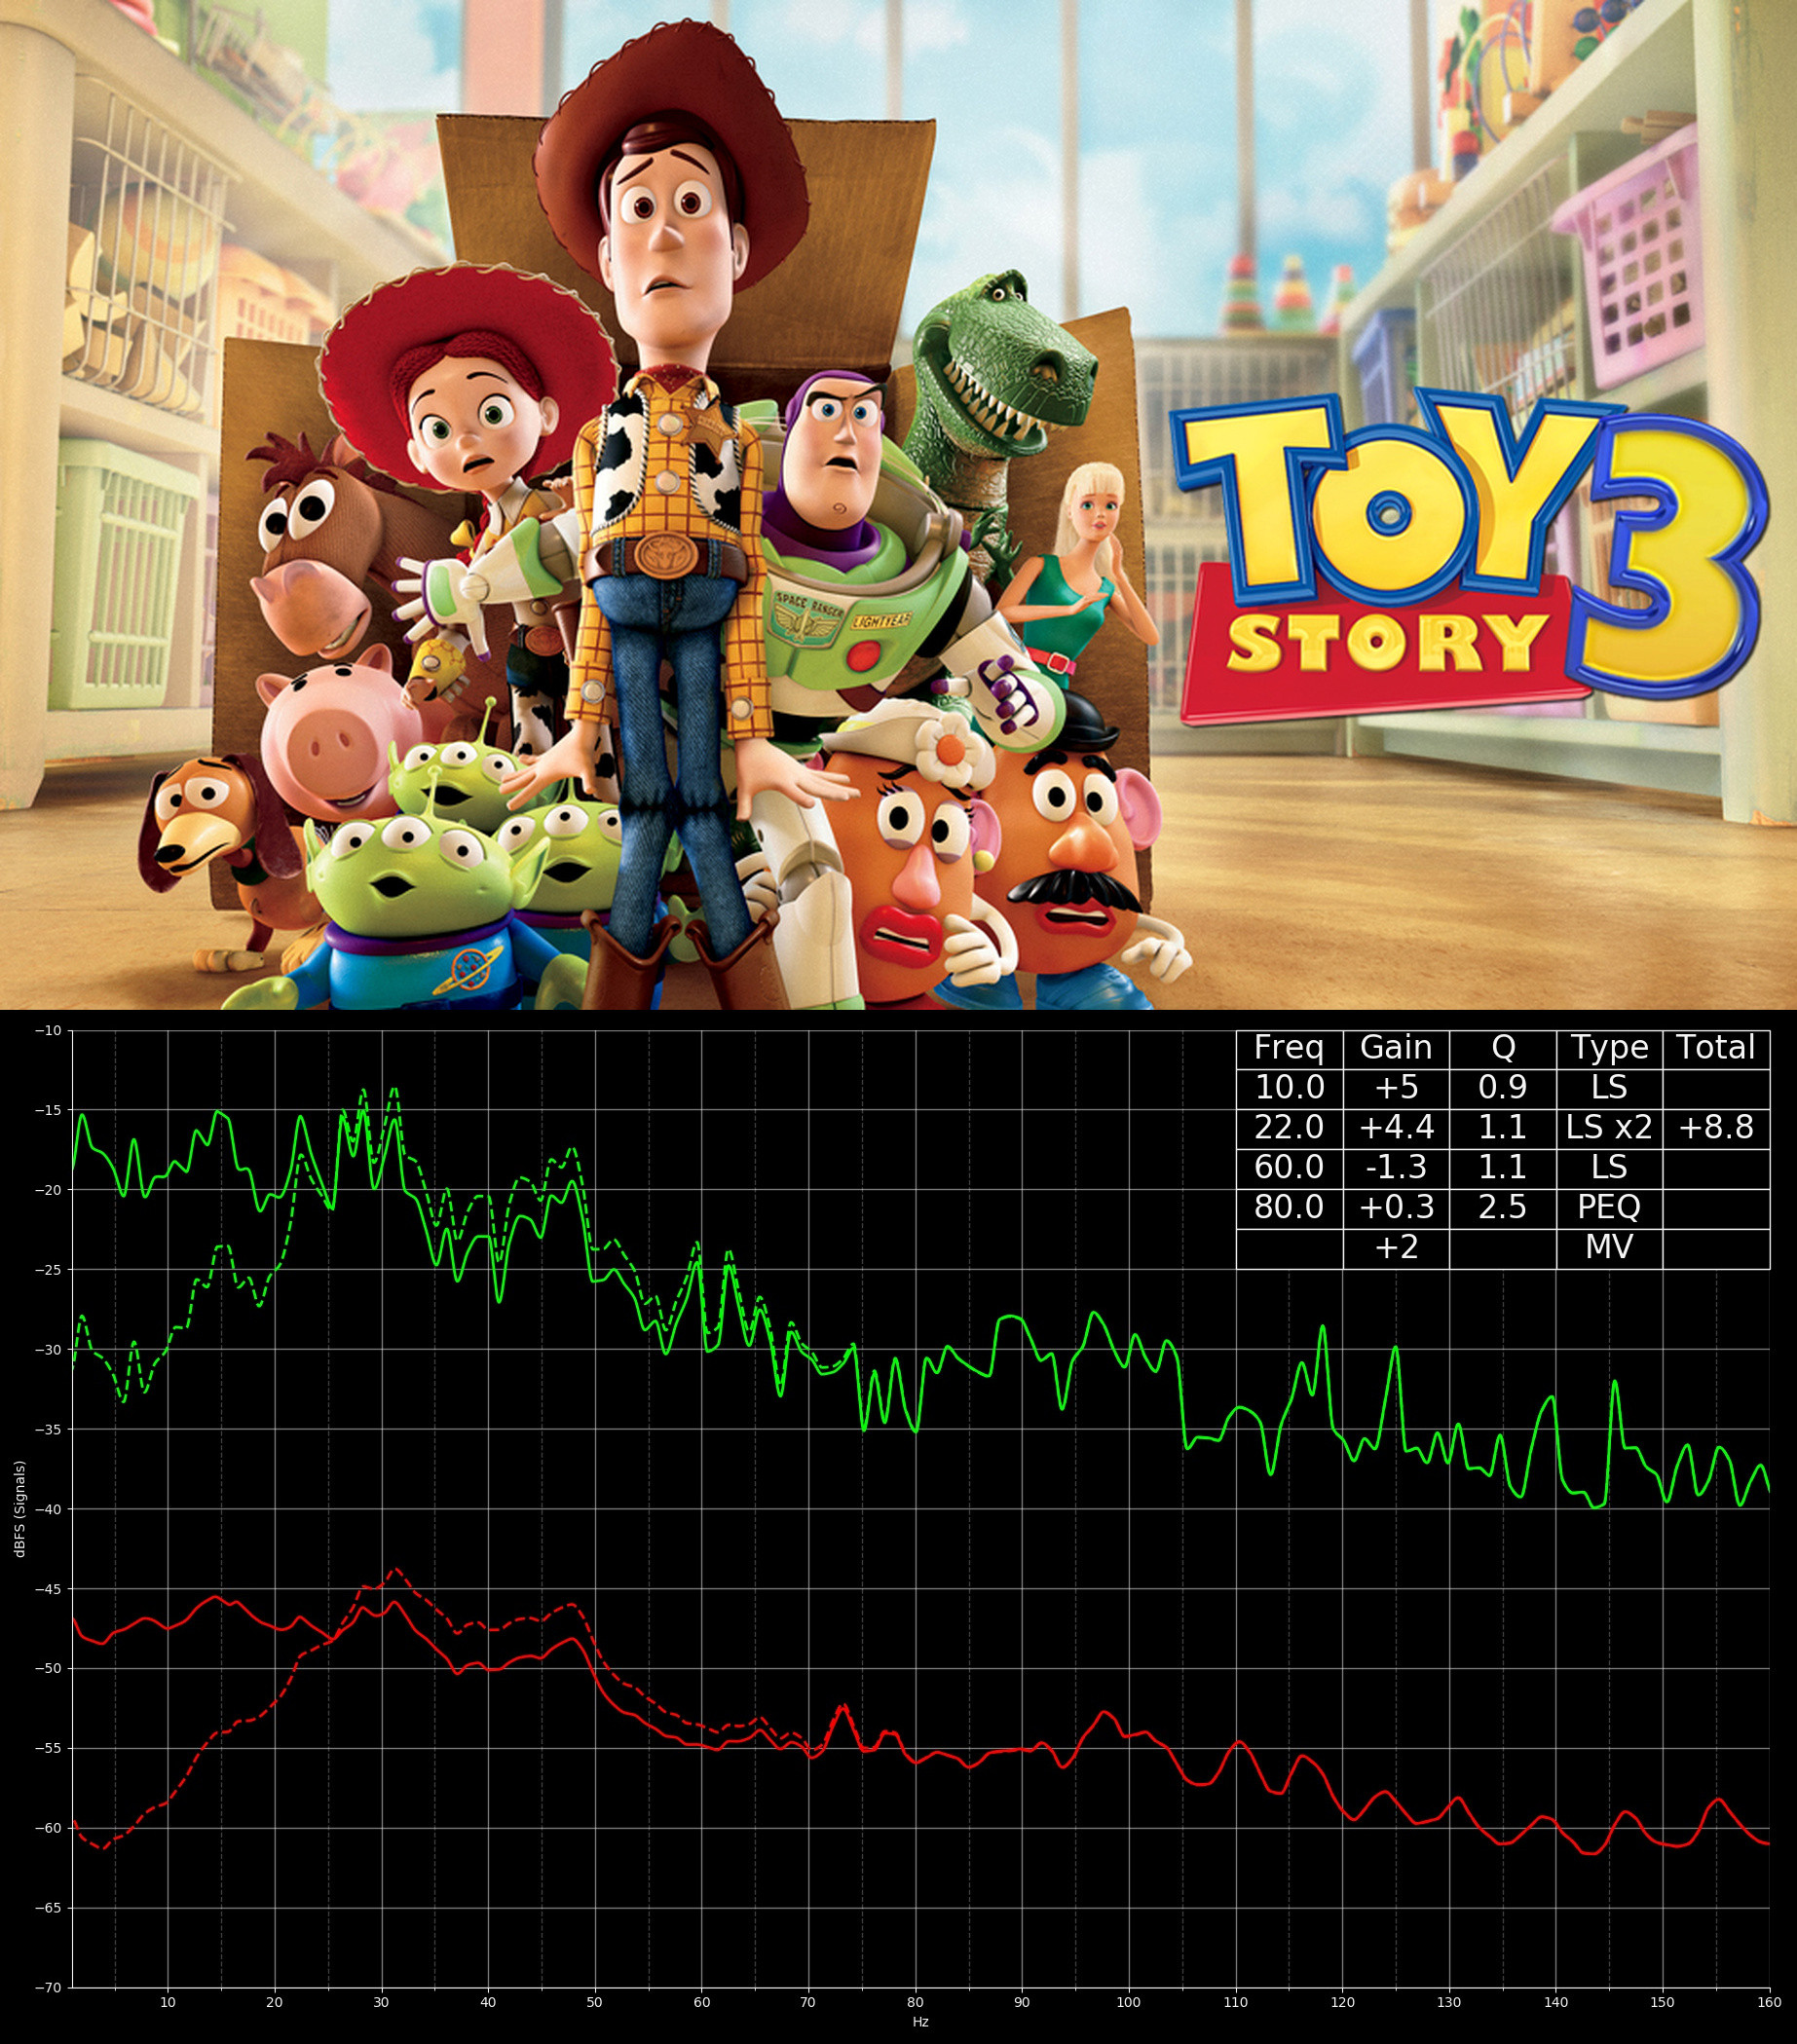 SPACE RANGER
LIGHTYEAR
TOY
STORY 3
Freq Gain Q Type Total
10.0 +5 0.9 LS
22.0 +4.4 1.1 LS x2 +8.8
60.0 -1.3 1.1 LS
80.0 +0.3 2.5 PEQ
+2 MV
−10
−15
−20
−25
−30
−35
−40
−45
−50
−55
−60
−65
−70
dBFS (Signals)
10 20 30 40 50 60 70 80 90 100 110 120 130 140 150 160
Hz